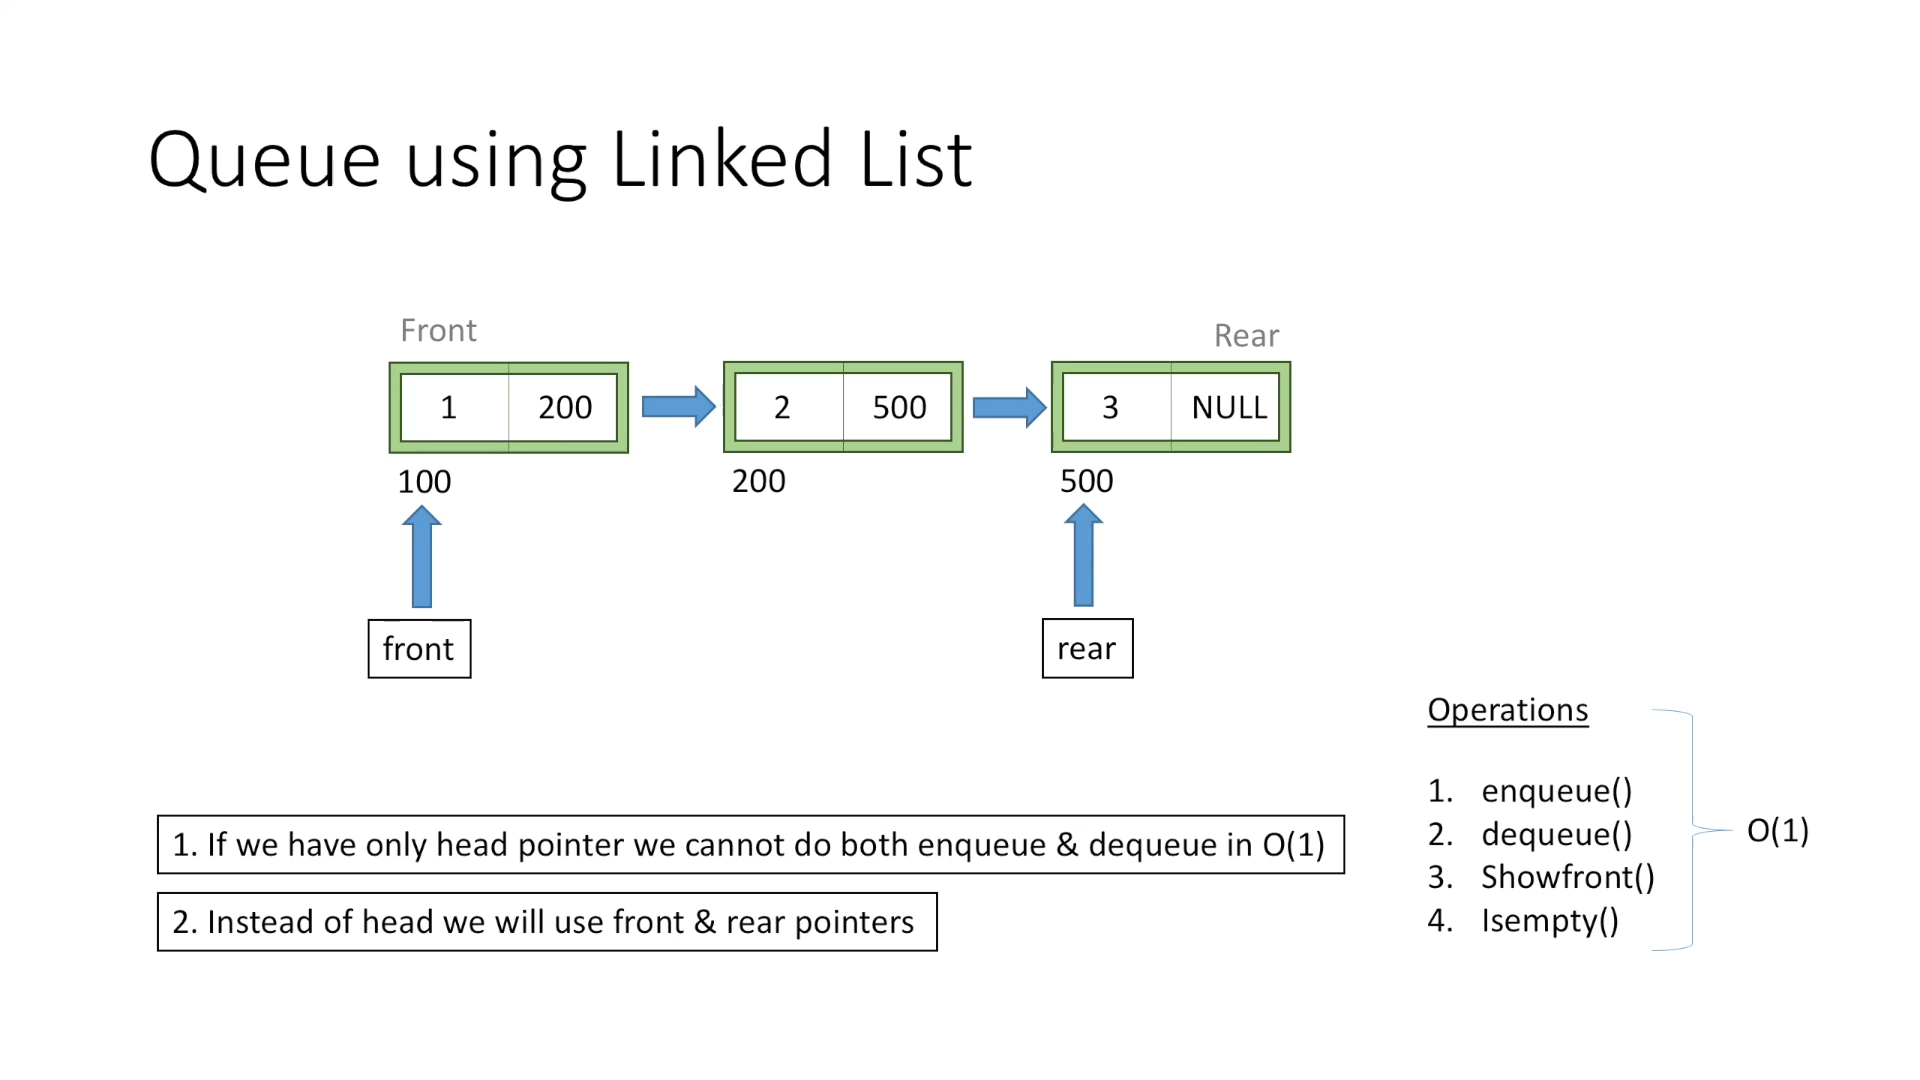 Queue using Linked List
Front
Rear
1 200
2 500
3 NULL
100
200
500
front
rear
Operations
1. enqueue()
2. dequeue()
3. Showfront()
4. Isempty()
O(1)
1. If we have only head pointer we cannot do both enqueue & dequeue in O(1)
2. Instead of head we will use front & rear pointers